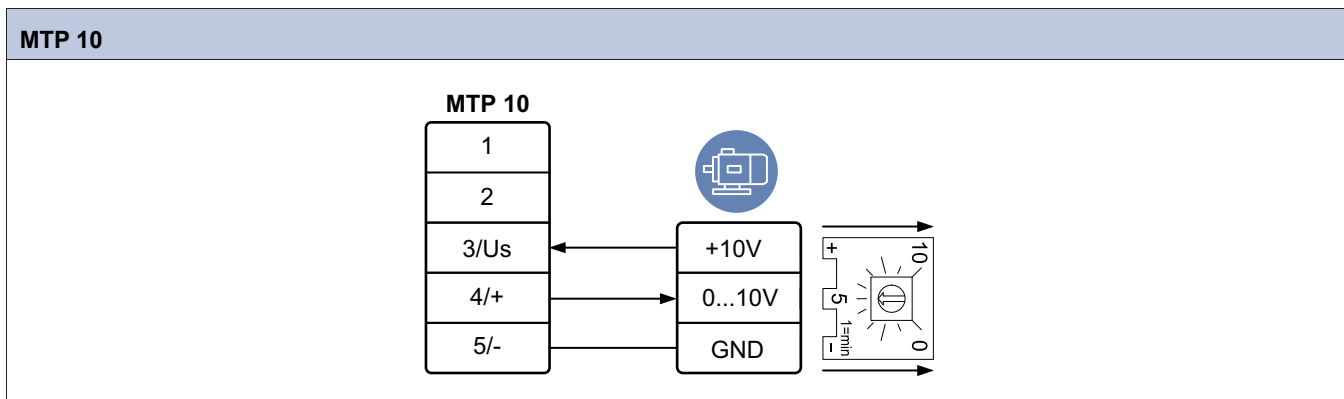 MTP 10
MTP 10
1
2
3/Us
4/+
5/-
+10V
0...10V
GND
+
10
5
1=min
-
0